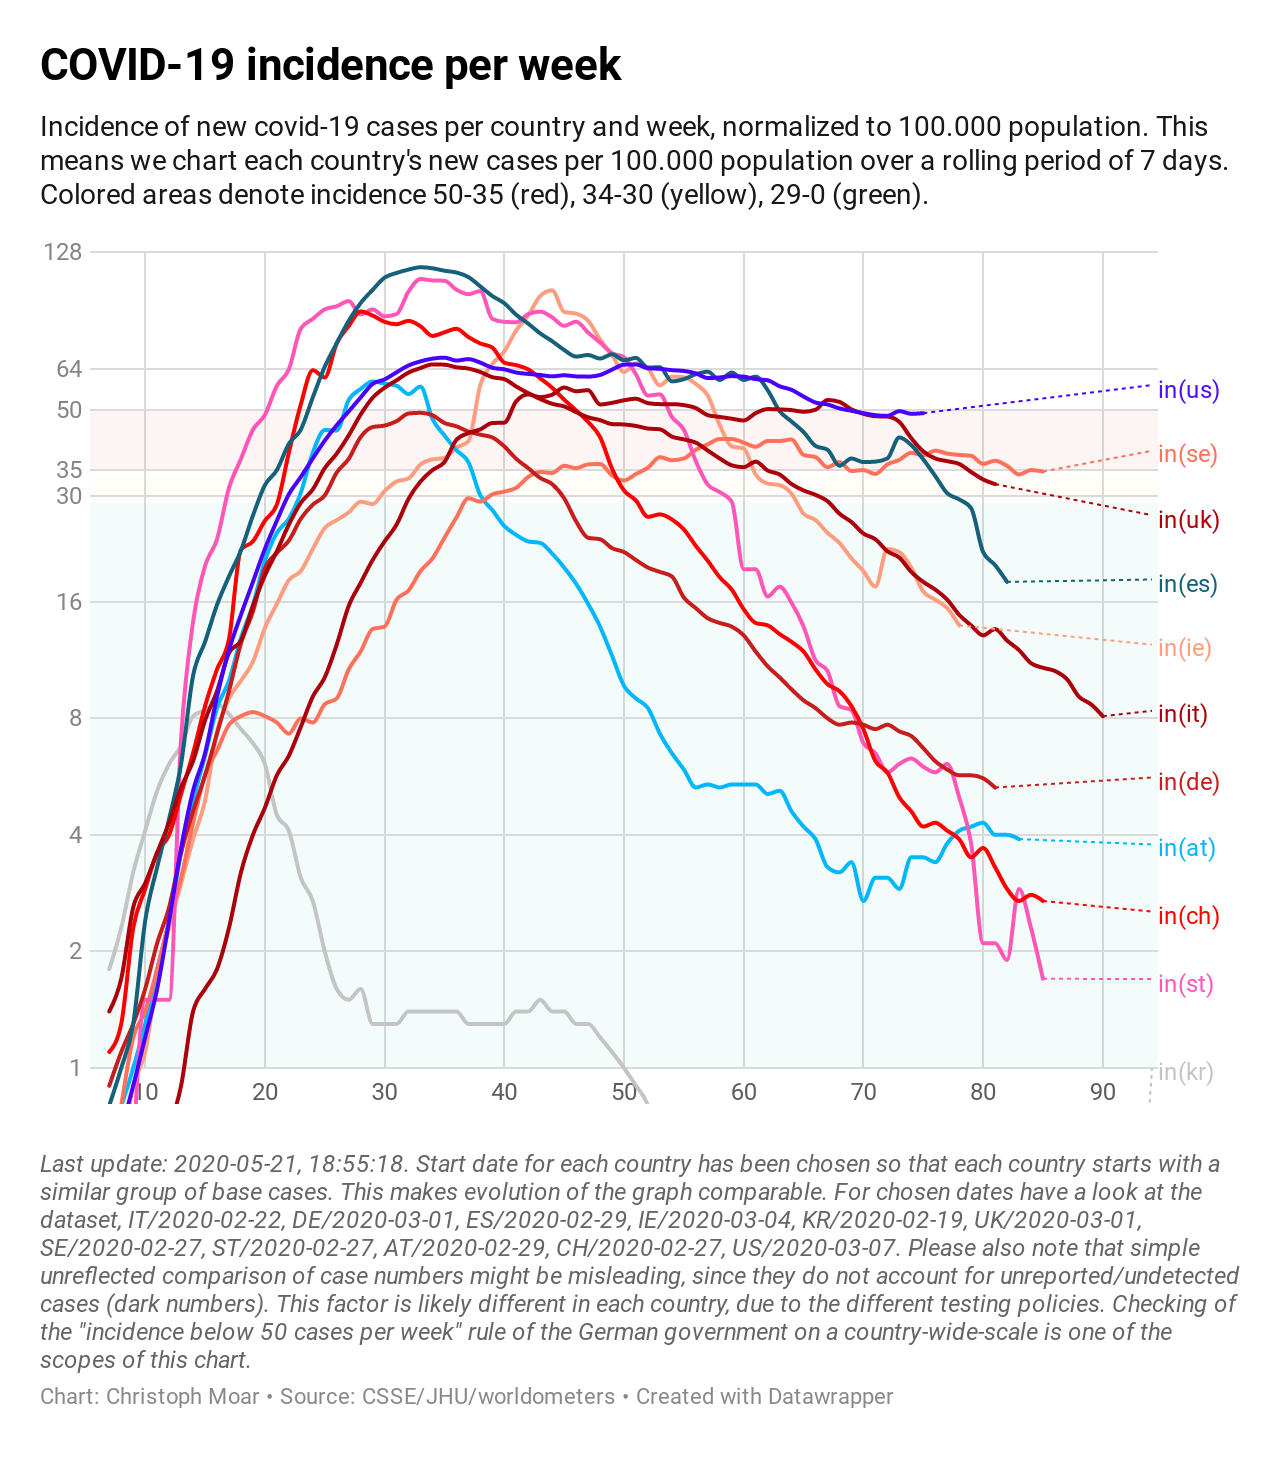 COVID-19 incidence per week
Incidence of new covid-19 cases per country and week, normalized to 100.000 population. This
means we chart each country's new cases per 100.000 population over a rolling period of 7 days.
Colored areas denote incidence 50-35 (red), 34-30 (yellow), 29-0 (green).
128
64
50
35
30
16
8
4
2
1
in(us)
in(se)
in(uk)
in(es)
in(ie)
in(it)
in(de)
in(at)
in(ch)
in(st)
in(kr)
10 20 30 40 50 60 70 80 90
Last update: 2020-05-21, 18:55:18. Start date for each country has been chosen so that each country starts with a
similar group of base cases. This makes evolution of the graph comparable. For chosen dates have a look at the
dataset, IT/2020-02-22, DE/2020-03-01, ES/2020-02-29, IE/2020-03-04, KR/2020-02-19, UK/2020-03-01,
SE/2020-02-27, ST/2020-02-27, AT/2020-02-29, CH/2020-02-27, US/2020-03-07. Please also note that simple
unreflected comparison of case numbers might be misleading, since they do not account for unreported/undetected
cases (dark numbers). This factor is likely different in each country, due to the different testing policies. Checking of
the "incidence below 50 cases per week" rule of the German government on a country-wide-scale is one of the
scopes of this chart.
Chart: Christoph Moar • Source: CSSE/JHU/worldometers • Created with Datawrapper